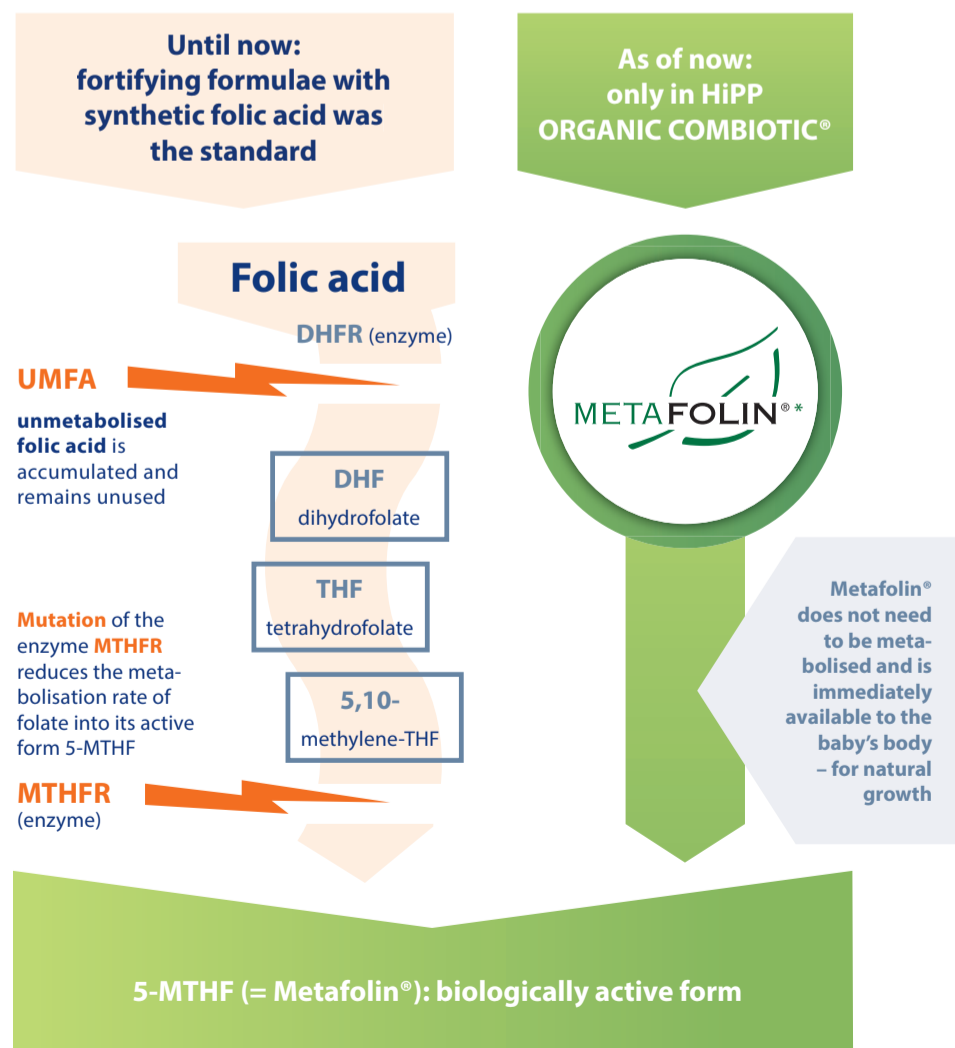 Until now:
fortifying formulae with
synthetic folic acid was
the standard
As of now:
only in HiPP
ORGANIC COMBIOTIC®
Folic acid
DHFR (enzyme)
UMFA
unmetabolised
folic acid is
accumulated and
remains unused
DHF
dihydrofolate
THF
tetrahydrofolate
Mutation of the
enzyme MTHFR
reduces the meta-
bolisation rate of
folate into its active
form 5-MTHF
5,10-
methylene-THF
MTHFR
(enzyme)
METAFOLIN®*
Metafolin®
does not need
to be meta-
bolised and is
immediately
available to the
baby’s body
– for natural
growth
5-MTHF (= Metafolin®): biologically active form